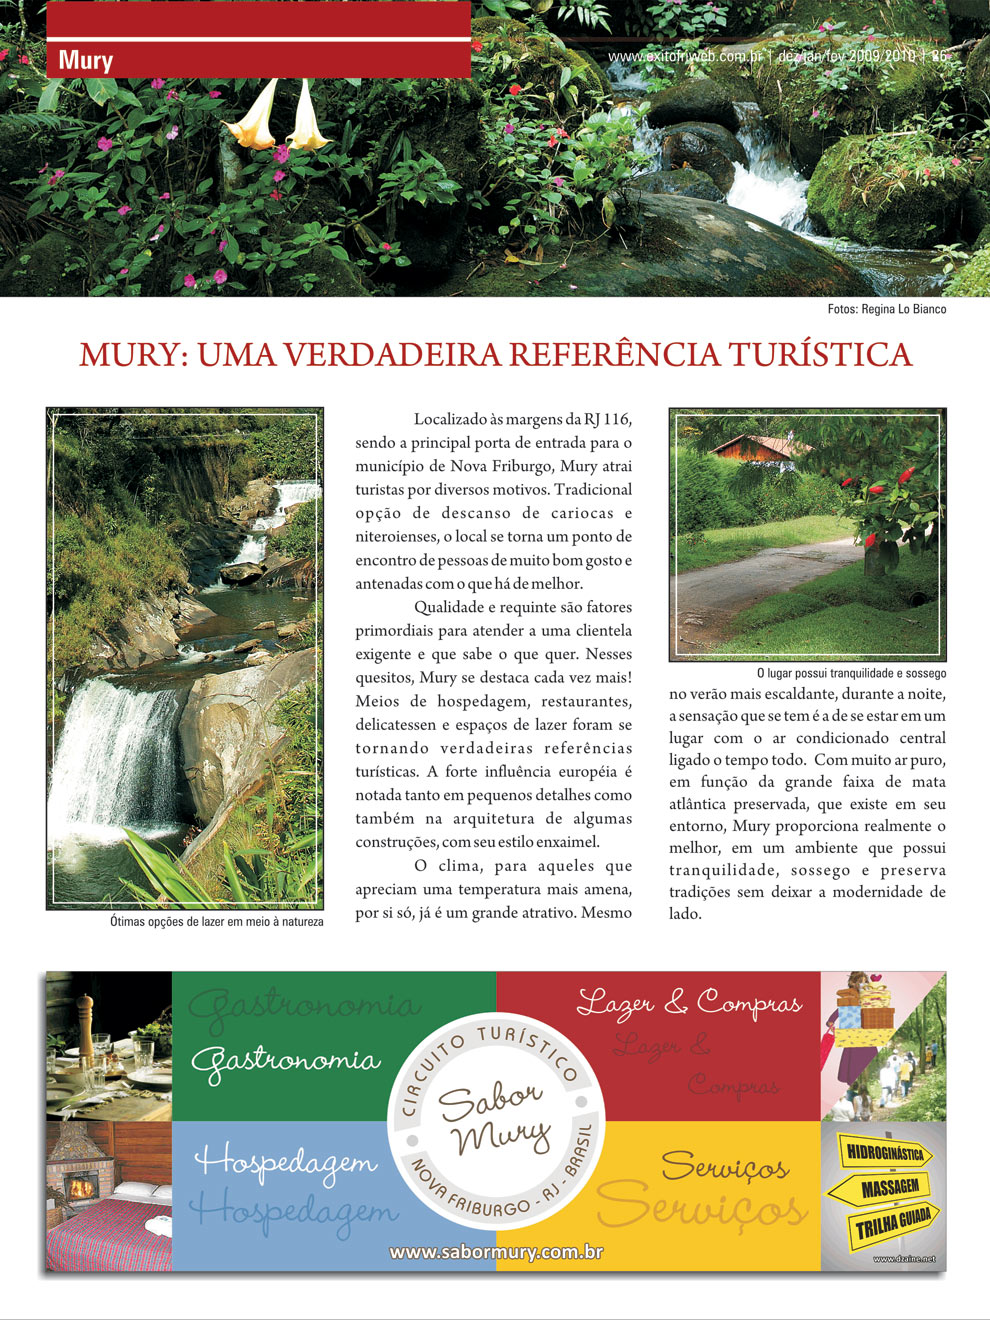 Mury
www.exitofriweb.com.br | dez/jan/fev 2009/2010 | 26
Fotos: Regina Lo Bianco
MURY: UMA VERDADEIRA REFERÊNCIA TURÍSTICA
Localizado às margens da RJ 116,
sendo a principal porta de entrada para o
município de Nova Friburgo, Mury atrai
turistas por diversos motivos. Tradicional
opção de descanso de cariocas e
niteroienses, o local se torna um ponto de
encontro de pessoas de muito bom gosto e
antenadas com o que há de melhor.
Qualidade e requinte são fatores
primordiais para atender a uma clientela
exigente e que sabe o que quer. Nesses
quesitos, Mury se destaca cada vez mais!
Meios de hospedagem, restaurantes,
delicatessen e espaços de lazer foram se
tornando verdadeiras referências
turísticas. A forte influência européia é
notada tanto em pequenos detalhes como
também na arquitetura de algumas
construções, com seu estilo enxaimel.
O clima, para aqueles que
apreciam uma temperatura mais amena,
por si só, já é um grande atrativo. Mesmo
Ótimas opções de lazer em meio à natureza
O lugar possui tranquilidade e sossego
no verão mais escaldante, durante a noite,
a sensação que se tem é a de se estar em um
lugar com o ar condicionado central
ligado o tempo todo. Com muito ar puro,
em função da grande faixa de mata
atlântica preservada, que existe em seu
entorno, Mury proporciona realmente o
melhor, em um ambiente que possui
tranquilidade, sossego e preserva
tradições sem deixar a modernidade de
lado.
Gastronomia
Gastronomia
Lazer & Compras
Lazer &
Compras
CIRCUITO TURÍSTICO
Sabor
Mury
NOVA FRIBURGO - RJ - BRASIL
Hospedagem
Hospedagem
Serviços
Serviços
HIDROGINÁSTICA
MASSAGEM
TRILHA GUIADA
www.sabormury.com.br
www.dzaine.net